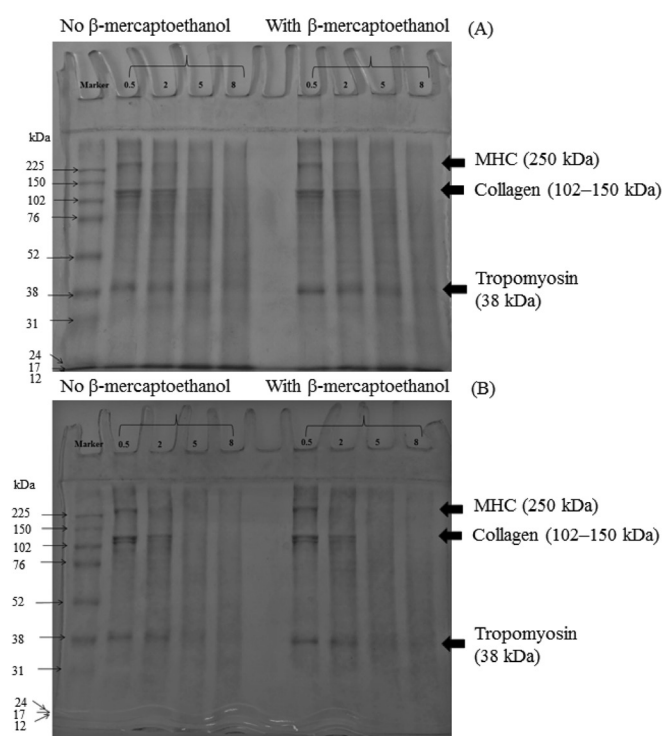 No β-mercaptoethanol With β-mercaptoethanol (A)
Marker 0.5 2 5 8 0.5 2 5 8
kDa
MHC (250 kDa)
225
150
Collagen (102–150 kDa)
102
76
52
Tropomyosin
(38 kDa)
38
31
24
17
12
No β-mercaptoethanol With β-mercaptoethanol (B)
Marker 0.5 2 5 8 0.5 2 5 8
kDa
MHC (250 kDa)
225
150
Collagen (102–150 kDa)
102
76
52
38
Tropomyosin
(38 kDa)
31
24
17
12